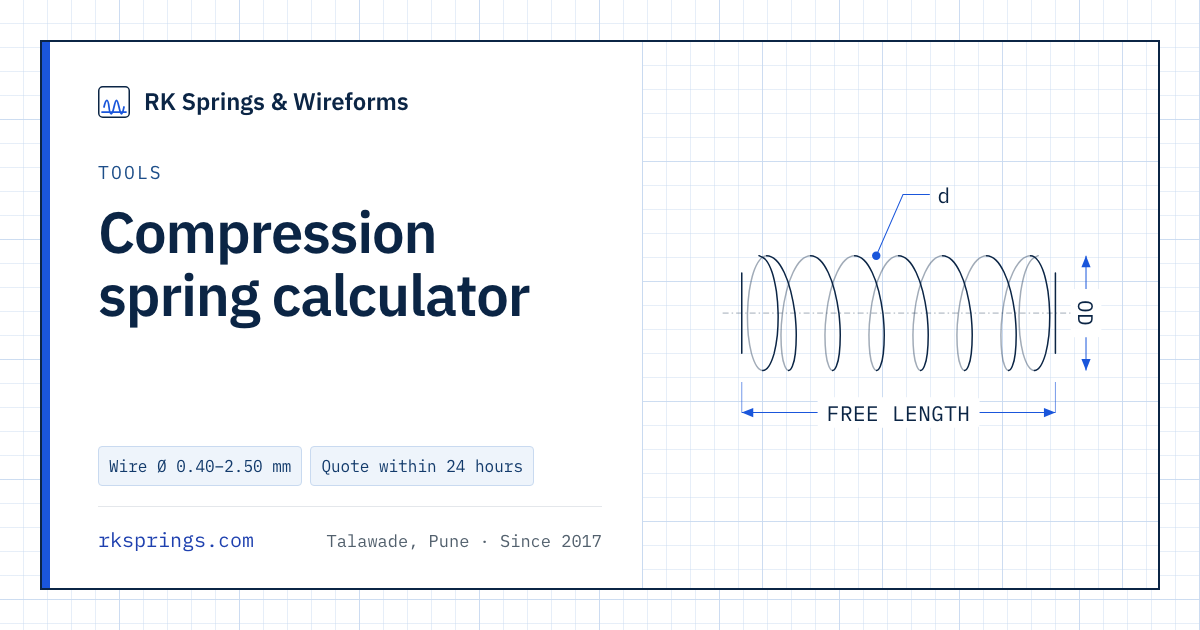 RK Springs & Wireforms
TOOLS
Compression
spring calculator
Wire Ø 0.40–2.50 mm
Quote within 24 hours
rksprings.com
Talawade, Pune · Since 2017
d
OD
FREE LENGTH